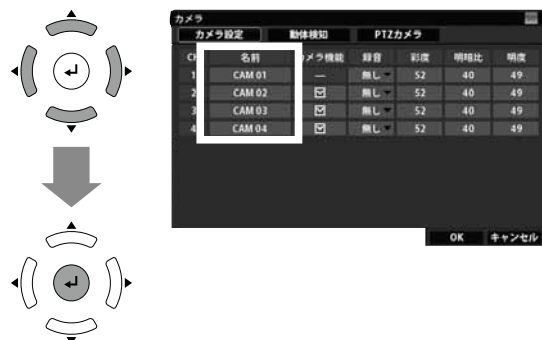 カメラ
カメラ設定 動体検知 PTZカメラ
CH 名前 カメラ機能 録音 彩度 明暗比 明度
1 CAM 01 — 無し 52 40 49
2 CAM 02 無し 52 40 49
3 CAM 03 無し 52 40 49
4 CAM 04 無し 52 40 49
OK キャンセル